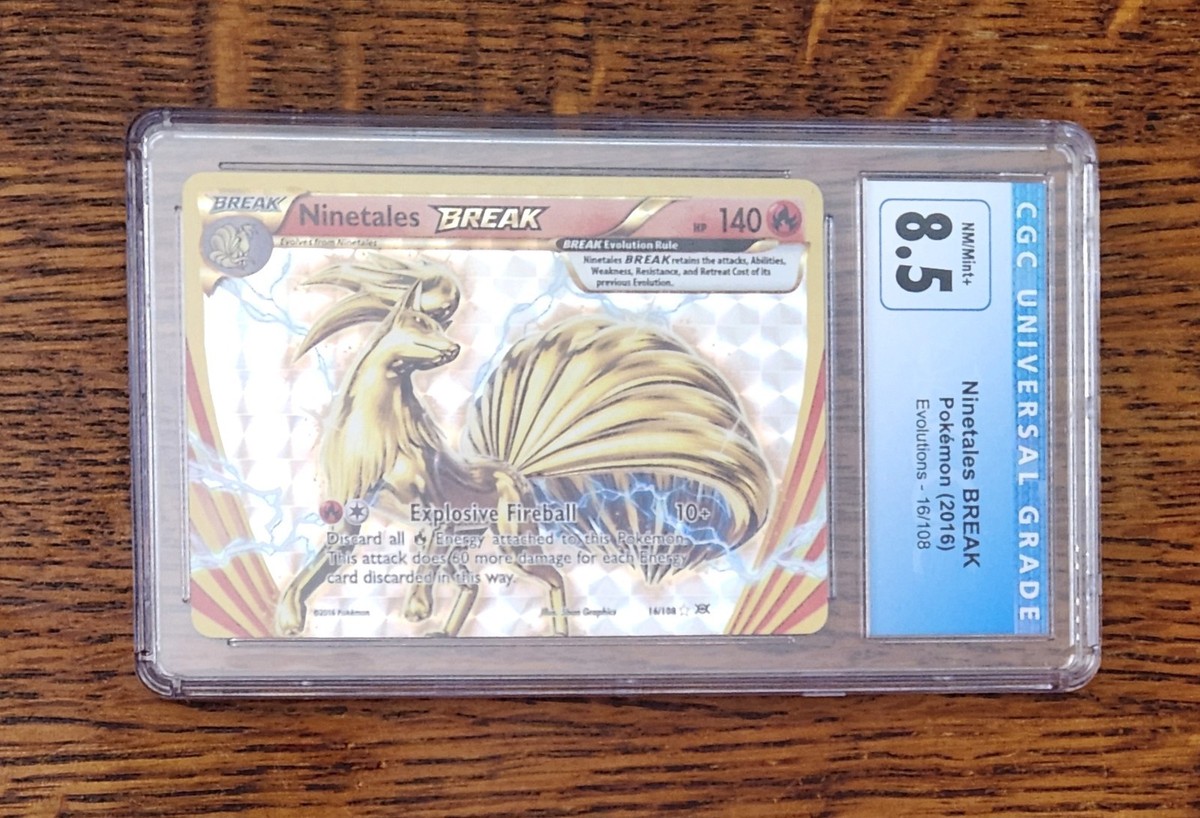 BREAK
Ninetales BREAK
HP 140
Evolves from Ninetales
BREAK Evolution Rule
Ninetales BREAK retains the attacks, Abilities,
Weakness, Resistance, and Retreat Cost of its
previous Evolution.
Explosive Fireball 10+
Discard all Energy attached to this Pokémon.
This attack does 60 more damage for each Energy
card discarded in this way.
©2016 Pokémon
Illus. 5ban Graphics
16/108
CGC UNIVERSAL GRADE
8.5
NM/Mint+
Ninetales BREAK
Pokémon (2016)
Evolutions - 16/108